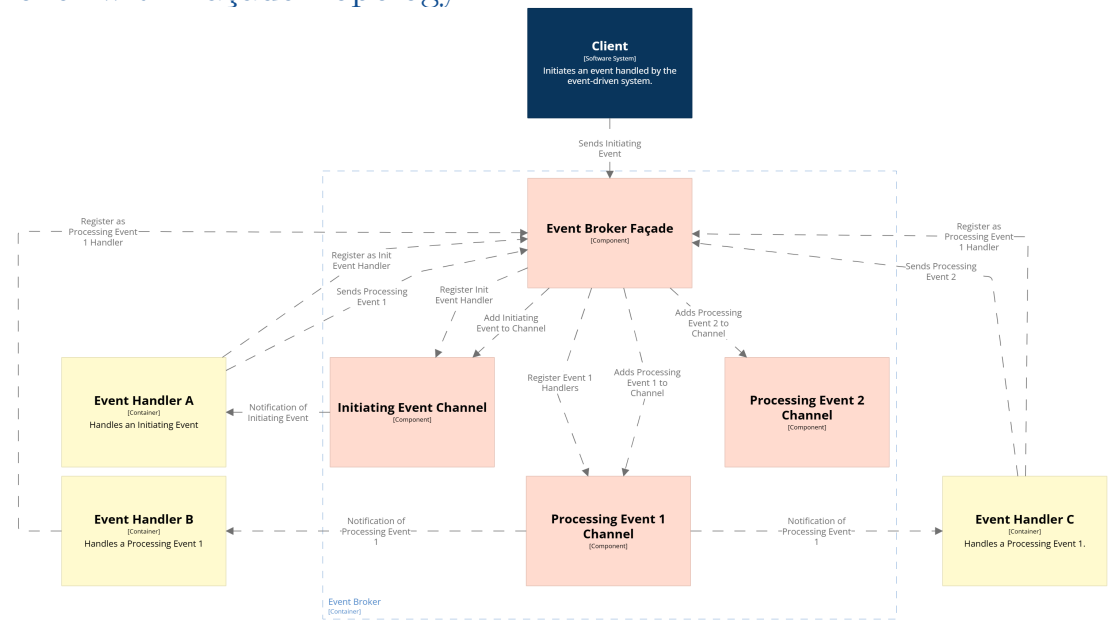 Client
[Software System]
Initiates an event handled by the
event-driven system.
Sends Initiating
Event
Event Broker Façade
[Component]
Register as
Processing Event
1 Handler
Register as Init
Event Handler
Sends Processing
Event 1
Register Init
Event Handler
Add Initiating
Event to Channel
Adds Processing
Event 2 to
Channel
Register as
Processing Event
1 Handler
Sends Processing
Event 2
Register Event 1
Handlers
Adds Processing
Event 1 to
Channel
Event Handler A
[Container]
Handles an Initiating Event
Notification of
Initiating Event
Initiating Event Channel
[Component]
Processing Event 2
Channel
[Component]
Event Handler B
[Container]
Handles a Processing Event 1
Notification of
Processing Event
1
Processing Event 1
Channel
[Component]
Notification of
Processing Event
1
Event Handler C
[Container]
Handles a Processing Event 1.
Event Broker
[Container]